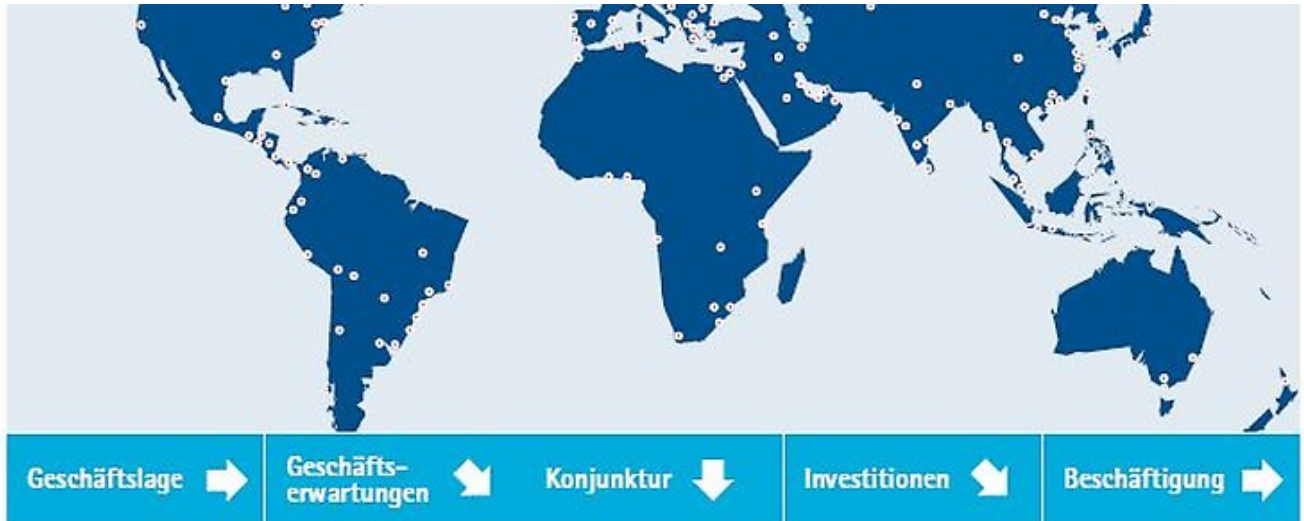 Geschäftslage
Geschäfts-
erwartungen
Konjunktur
Investitionen
Beschäftigung